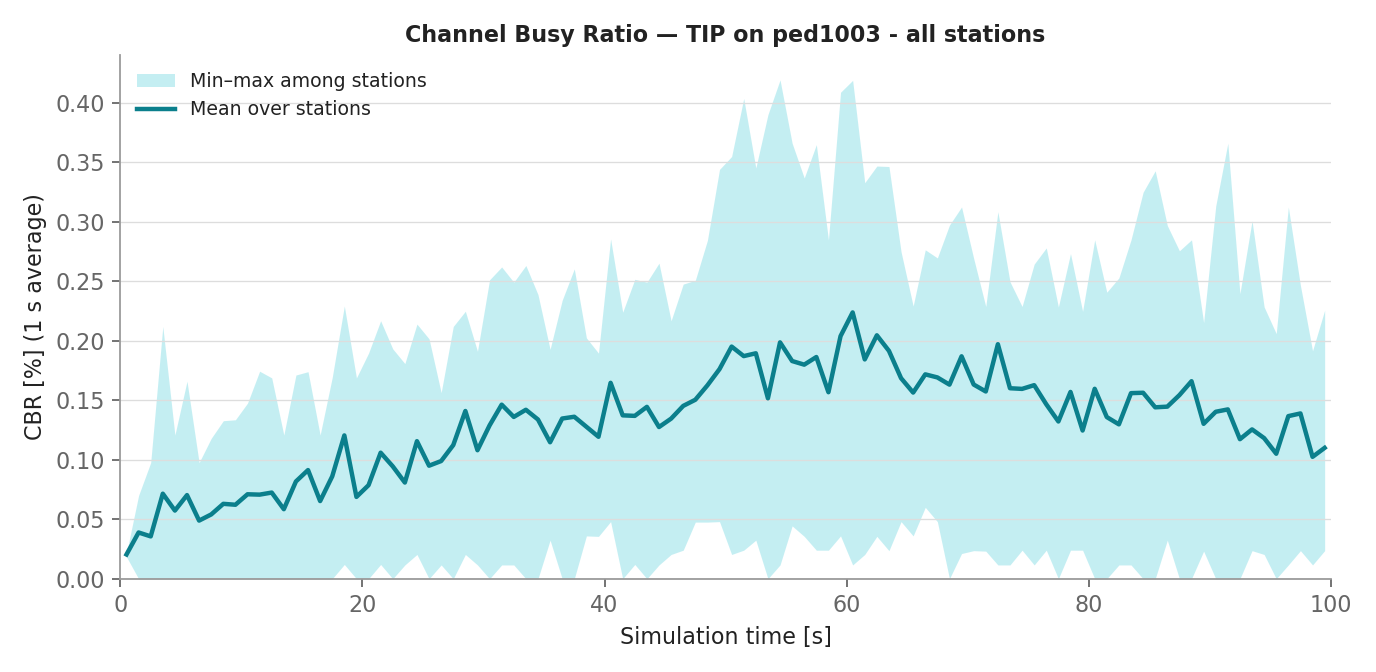 Channel Busy Ratio — TIP on ped1003 - all stations
Min–max among stations
Mean over stations
CBR [%] (1 s average)
0.40
0.35
0.30
0.25
0.20
0.15
0.10
0.05
0.00
0 20 40 60 80 100
Simulation time [s]